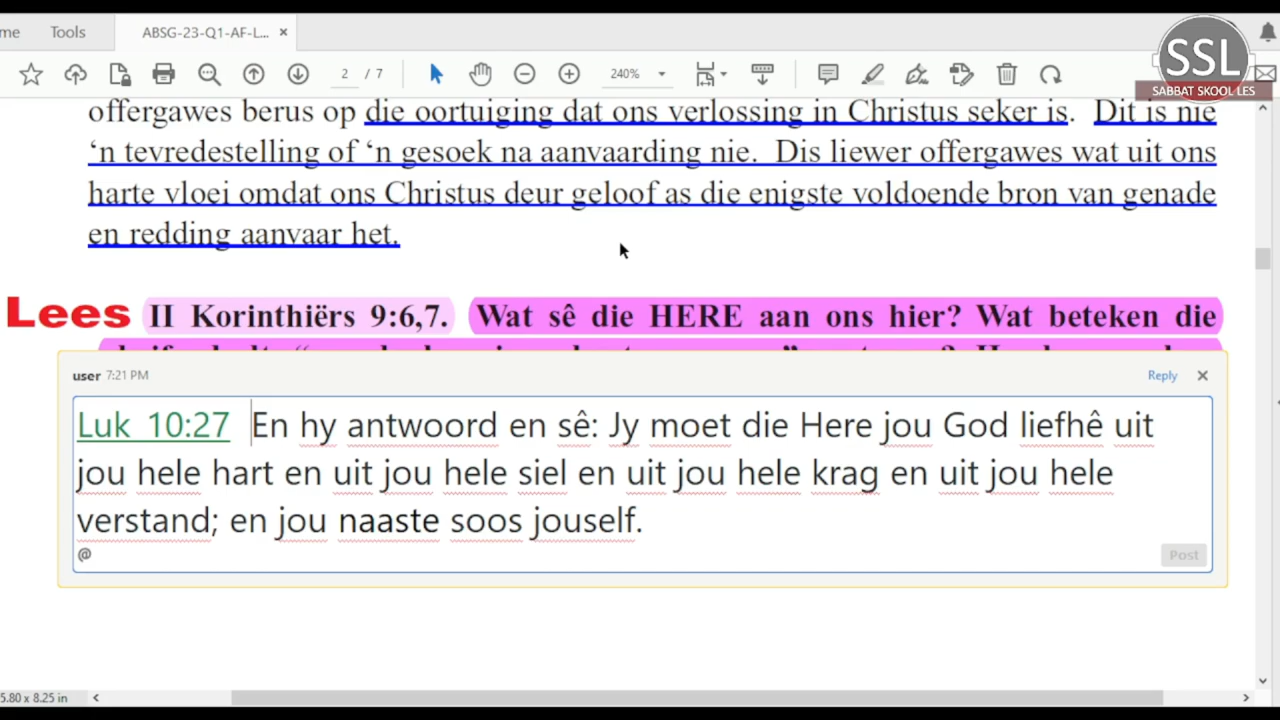 me
Tools
ABSG-23-Q1-AF-L...
SSL
SABBAT SKOOL LES
2 / 7
240%
offergawes berus op die oortuiging dat ons verlossing in Christus seker is. Dit is nie
‘n tevredestelling of ‘n gesoek na aanvaarding nie. Dis liewer offergawes wat uit ons
harte vloei omdat ons Christus deur geloof as die enigste voldoende bron van genade
en redding aanvaar het.
Lees II Korinthiërs 9:6,7. Wat sê die HERE aan ons hier? Wat beteken die
user 7:21 PM
Reply
Luk 10:27 En hy antwoord en sê: Jy moet die Here jou God liefhê uit
jou hele hart en uit jou hele siel en uit jou hele krag en uit jou hele
verstand; en jou naaste soos jouself.
@
Post
5.80 x 8.25 in